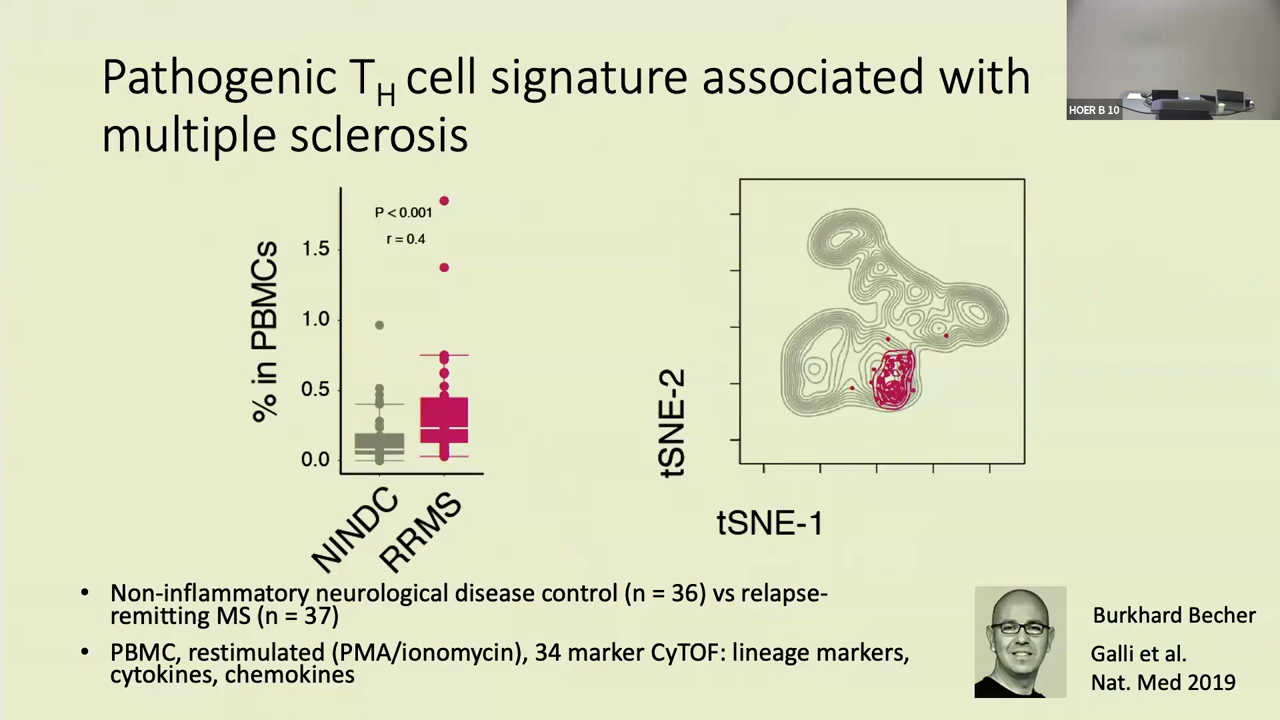 Pathogenic TH cell signature associated with
multiple sclerosis
HOER B 10
P < 0.001
r = 0.4
% in PBMCs
1.5
1.0
0.5
0.0
NINDC
RRMS
tSNE-2
tSNE-1
• Non-inflammatory neurological disease control (n = 36) vs relapse-
remitting MS (n = 37)
• PBMC, restimulated (PMA/ionomycin), 34 marker CyTOF: lineage markers,
cytokines, chemokines
Burkhard Becher
Galli et al.
Nat. Med 2019